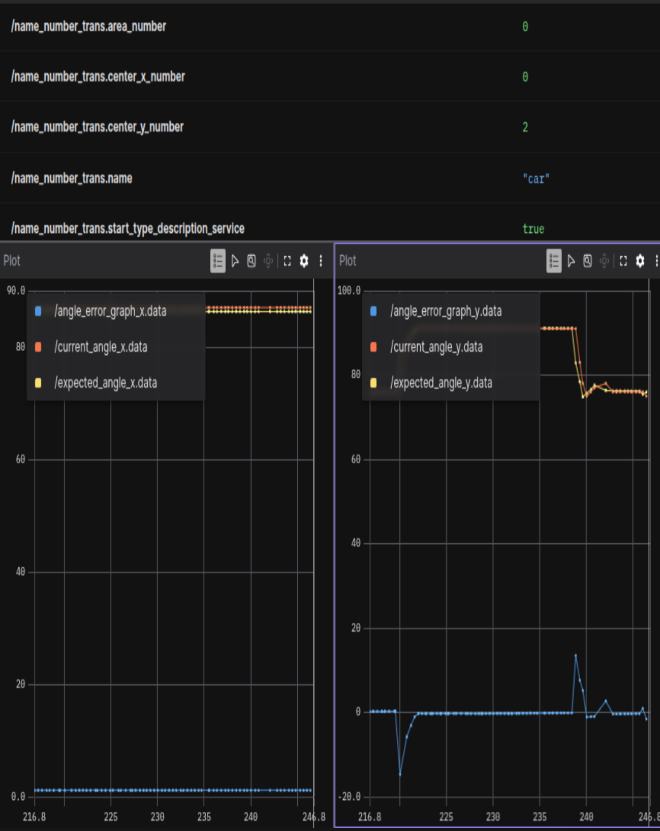 /name_number_trans.area_number 0
/name_number_trans.center_x_number 0
/name_number_trans.center_y_number 2
/name_number_trans.name "car"
/name_number_trans.start_type_description_service true
Plot
90.0
/angle_error_graph_x.data
/current_angle_x.data
/expected_angle_x.data
80
60
40
20
0.0
216.8 225 230 235 240 246.8
Plot
100.0
/angle_error_graph_y.data
/current_angle_y.data
/expected_angle_y.data
80
60
40
20
0
-20.0
216.8 225 230 235 240 246.8